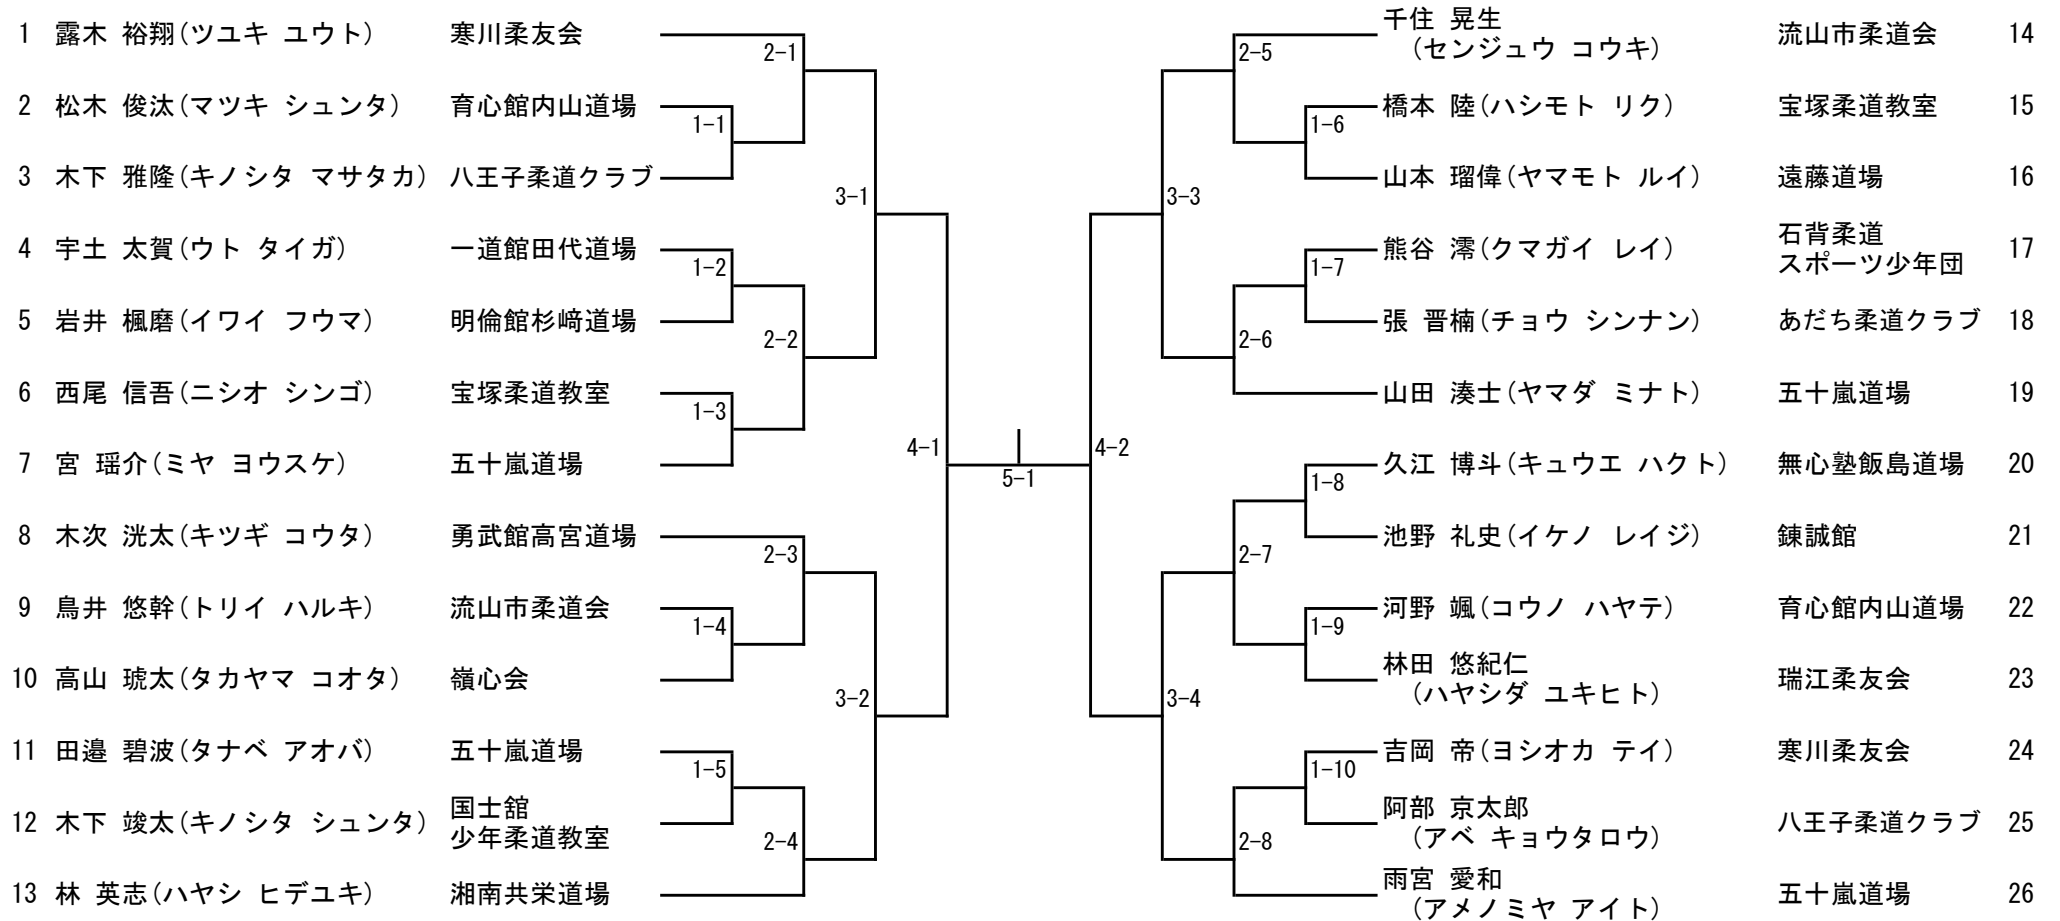 1 露木 裕翔(ツユキ ユウト) 寒川柔友会
2 松木 俊汰(マツキ シュンタ) 育心館内山道場
3 木下 雅隆(キノシタ マサタカ) 八王子柔道クラブ
4 宇土 太賀(ウト タイガ) 一道館田代道場
5 岩井 楓磨(イワイ フウマ) 明倫館杉﨑道場
6 西尾 信吾(ニシオ シンゴ) 宝塚柔道教室
7 宮 瑶介(ミヤ ヨウスケ) 五十嵐道場
8 木次 洸太(キツギ コウタ) 勇武館高宮道場
9 鳥井 悠幹(トリイ ハルキ) 流山市柔道会
10 高山 琥太(タカヤマ コオタ) 嶺心会
11 田邉 碧波(タナベ アオバ) 五十嵐道場
12 木下 竣太(キノシタ シュンタ) 国士舘
少年柔道教室
13 林 英志(ハヤシ ヒデユキ) 湘南共栄道場
2-1
1-1
3-1
1-2
2-2
1-3
4-1
2-3
1-4
3-2
1-5
2-4
5-1
2-5
1-6
3-3
1-7
2-6
4-2
1-8
2-7
1-9
3-4
1-10
2-8
千住 晃生
(センジュウ コウキ) 流山市柔道会 14
橋本 陸(ハシモト リク) 宝塚柔道教室 15
山本 瑠偉(ヤマモト ルイ) 遠藤道場 16
熊谷 澪(クマガイ レイ) 石背柔道
スポーツ少年団 17
張 晋楠(チョウ シンナン) あだち柔道クラブ 18
山田 湊士(ヤマダ ミナト) 五十嵐道場 19
久江 博斗(キュウエ ハクト) 無心塾飯島道場 20
池野 礼史(イケノ レイジ) 錬誠館 21
河野 颯(コウノ ハヤテ) 育心館内山道場 22
林田 悠紀仁
(ハヤシダ ユキヒト) 瑞江柔友会 23
吉岡 帝(ヨシオカ テイ) 寒川柔友会 24
阿部 京太郎
(アベ キョウタロウ) 八王子柔道クラブ 25
雨宮 愛和
(アメノミヤ アイト) 五十嵐道場 26